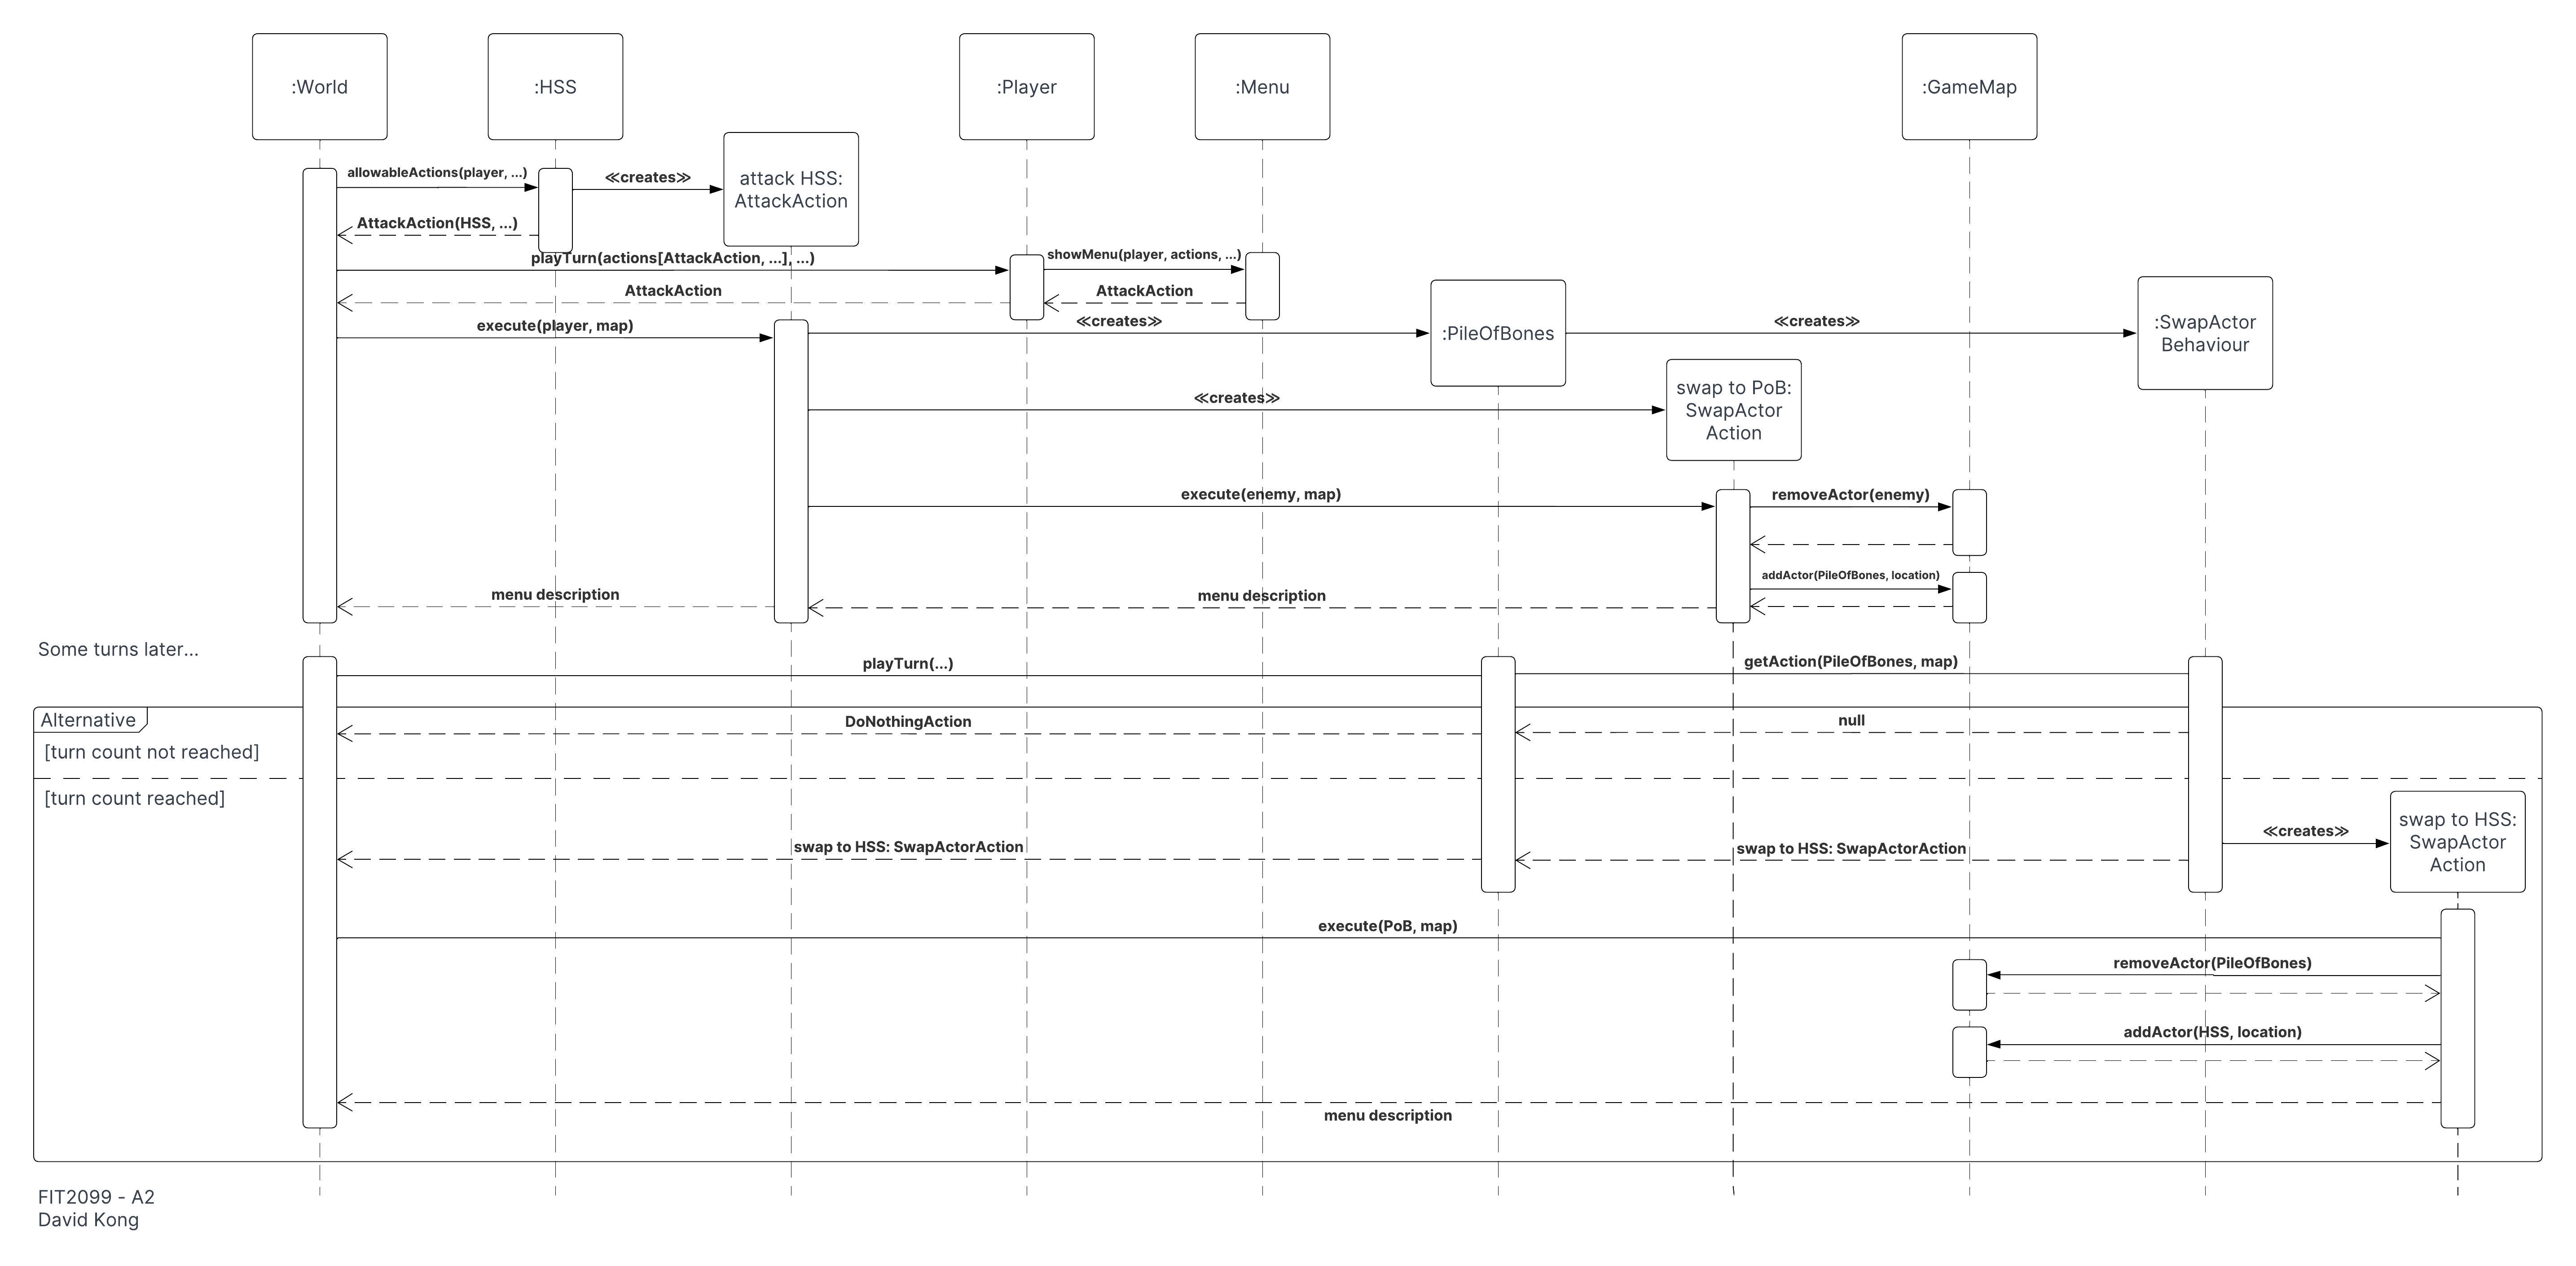 :World
:HSS
:Player
:Menu
:GameMap
attack HSS:
AttackAction
allowableActions(player, ...)
≪creates≫
AttackAction(HSS, ...)
playTurn(actions[AttackAction, ...], ...)
showMenu(player, actions, ...)
AttackAction
AttackAction
execute(player, map)
≪creates≫
:PileOfBones
≪creates≫
:SwapActor
Behaviour
≪creates≫
swap to PoB:
SwapActor
Action
execute(enemy, map)
removeActor(enemy)
addActor(PileOfBones, location)
menu description
menu description
Some turns later...
playTurn(...)
getAction(PileOfBones, map)
Alternative
DoNothingAction
null
[turn count not reached]
[turn count reached]
≪creates≫
swap to HSS:
SwapActor
Action
swap to HSS: SwapActorAction
swap to HSS: SwapActorAction
execute(PoB, map)
removeActor(PileOfBones)
addActor(HSS, location)
menu description
FIT2099 - A2
David Kong